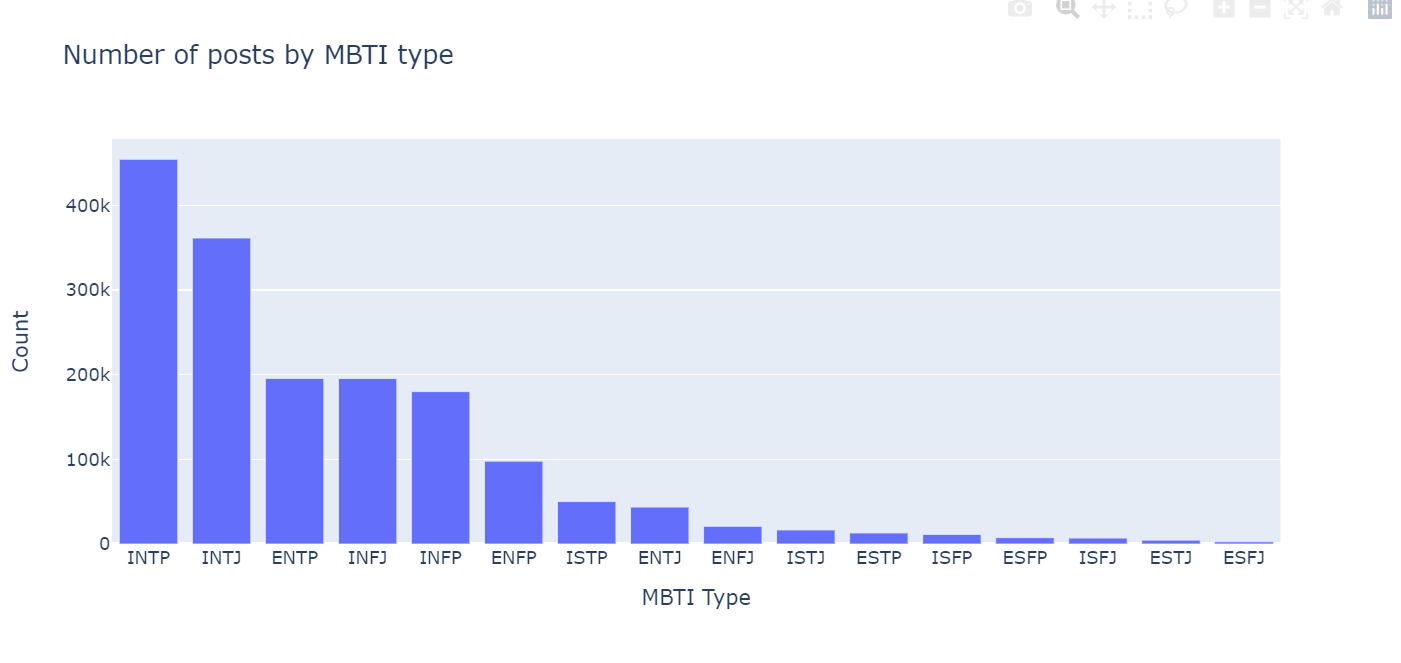 Number of posts by MBTI type
400k
300k
200k
100k
0
Count
INTP INTJ ENTP INFJ INFP ENFP ISTP ENTJ ENFJ ISTJ ESTP ISFP ESFP ISFJ ESTJ ESFJ
MBTI Type